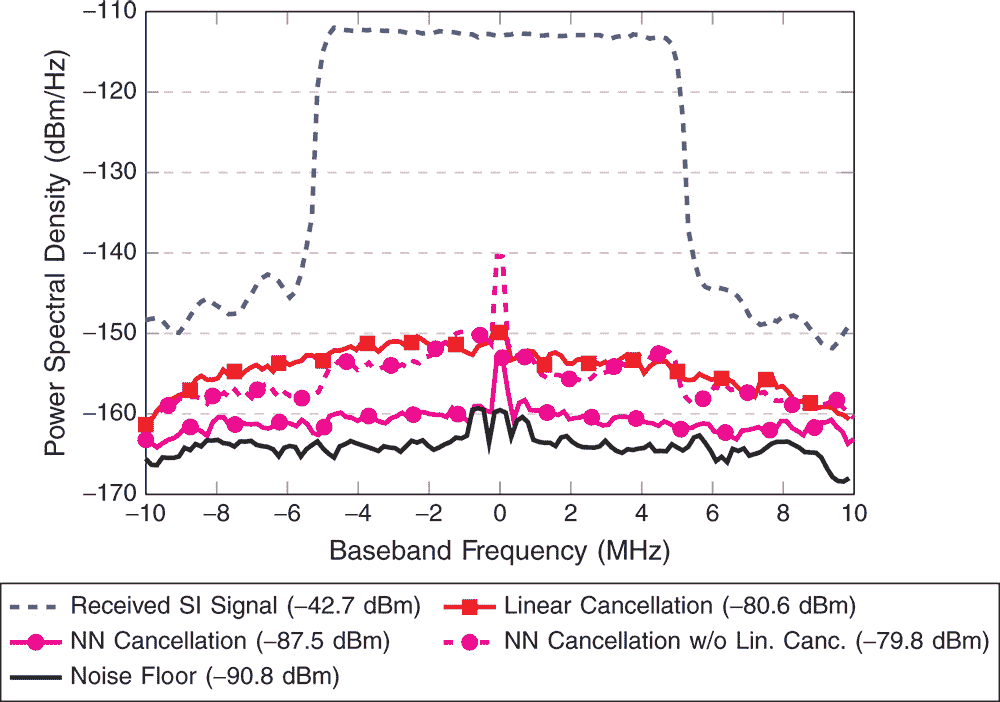 Power Spectral Density (dBm/Hz)
−110
−120
−130
−140
−150
−160
−170
−10 −8 −6 −4 −2 0 2 4 6 8 10
Baseband Frequency (MHz)
Received SI Signal (−42.7 dBm)
Linear Cancellation (−80.6 dBm)
NN Cancellation (−87.5 dBm)
NN Cancellation w/o Lin. Canc. (−79.8 dBm)
Noise Floor (−90.8 dBm)